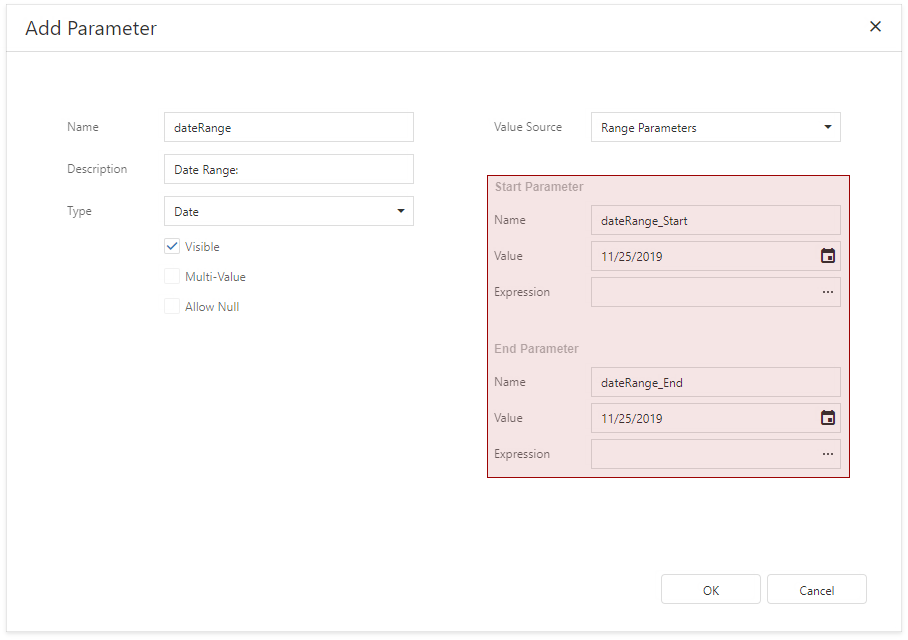 Add Parameter
Name
dateRange
Description
Date Range:
Type
Date
Visible
Multi-Value
Allow Null
Value Source
Range Parameters
Start Parameter
Name
dateRange_Start
Value
11/25/2019
Expression
...
End Parameter
Name
dateRange_End
Value
11/25/2019
Expression
...
OK
Cancel